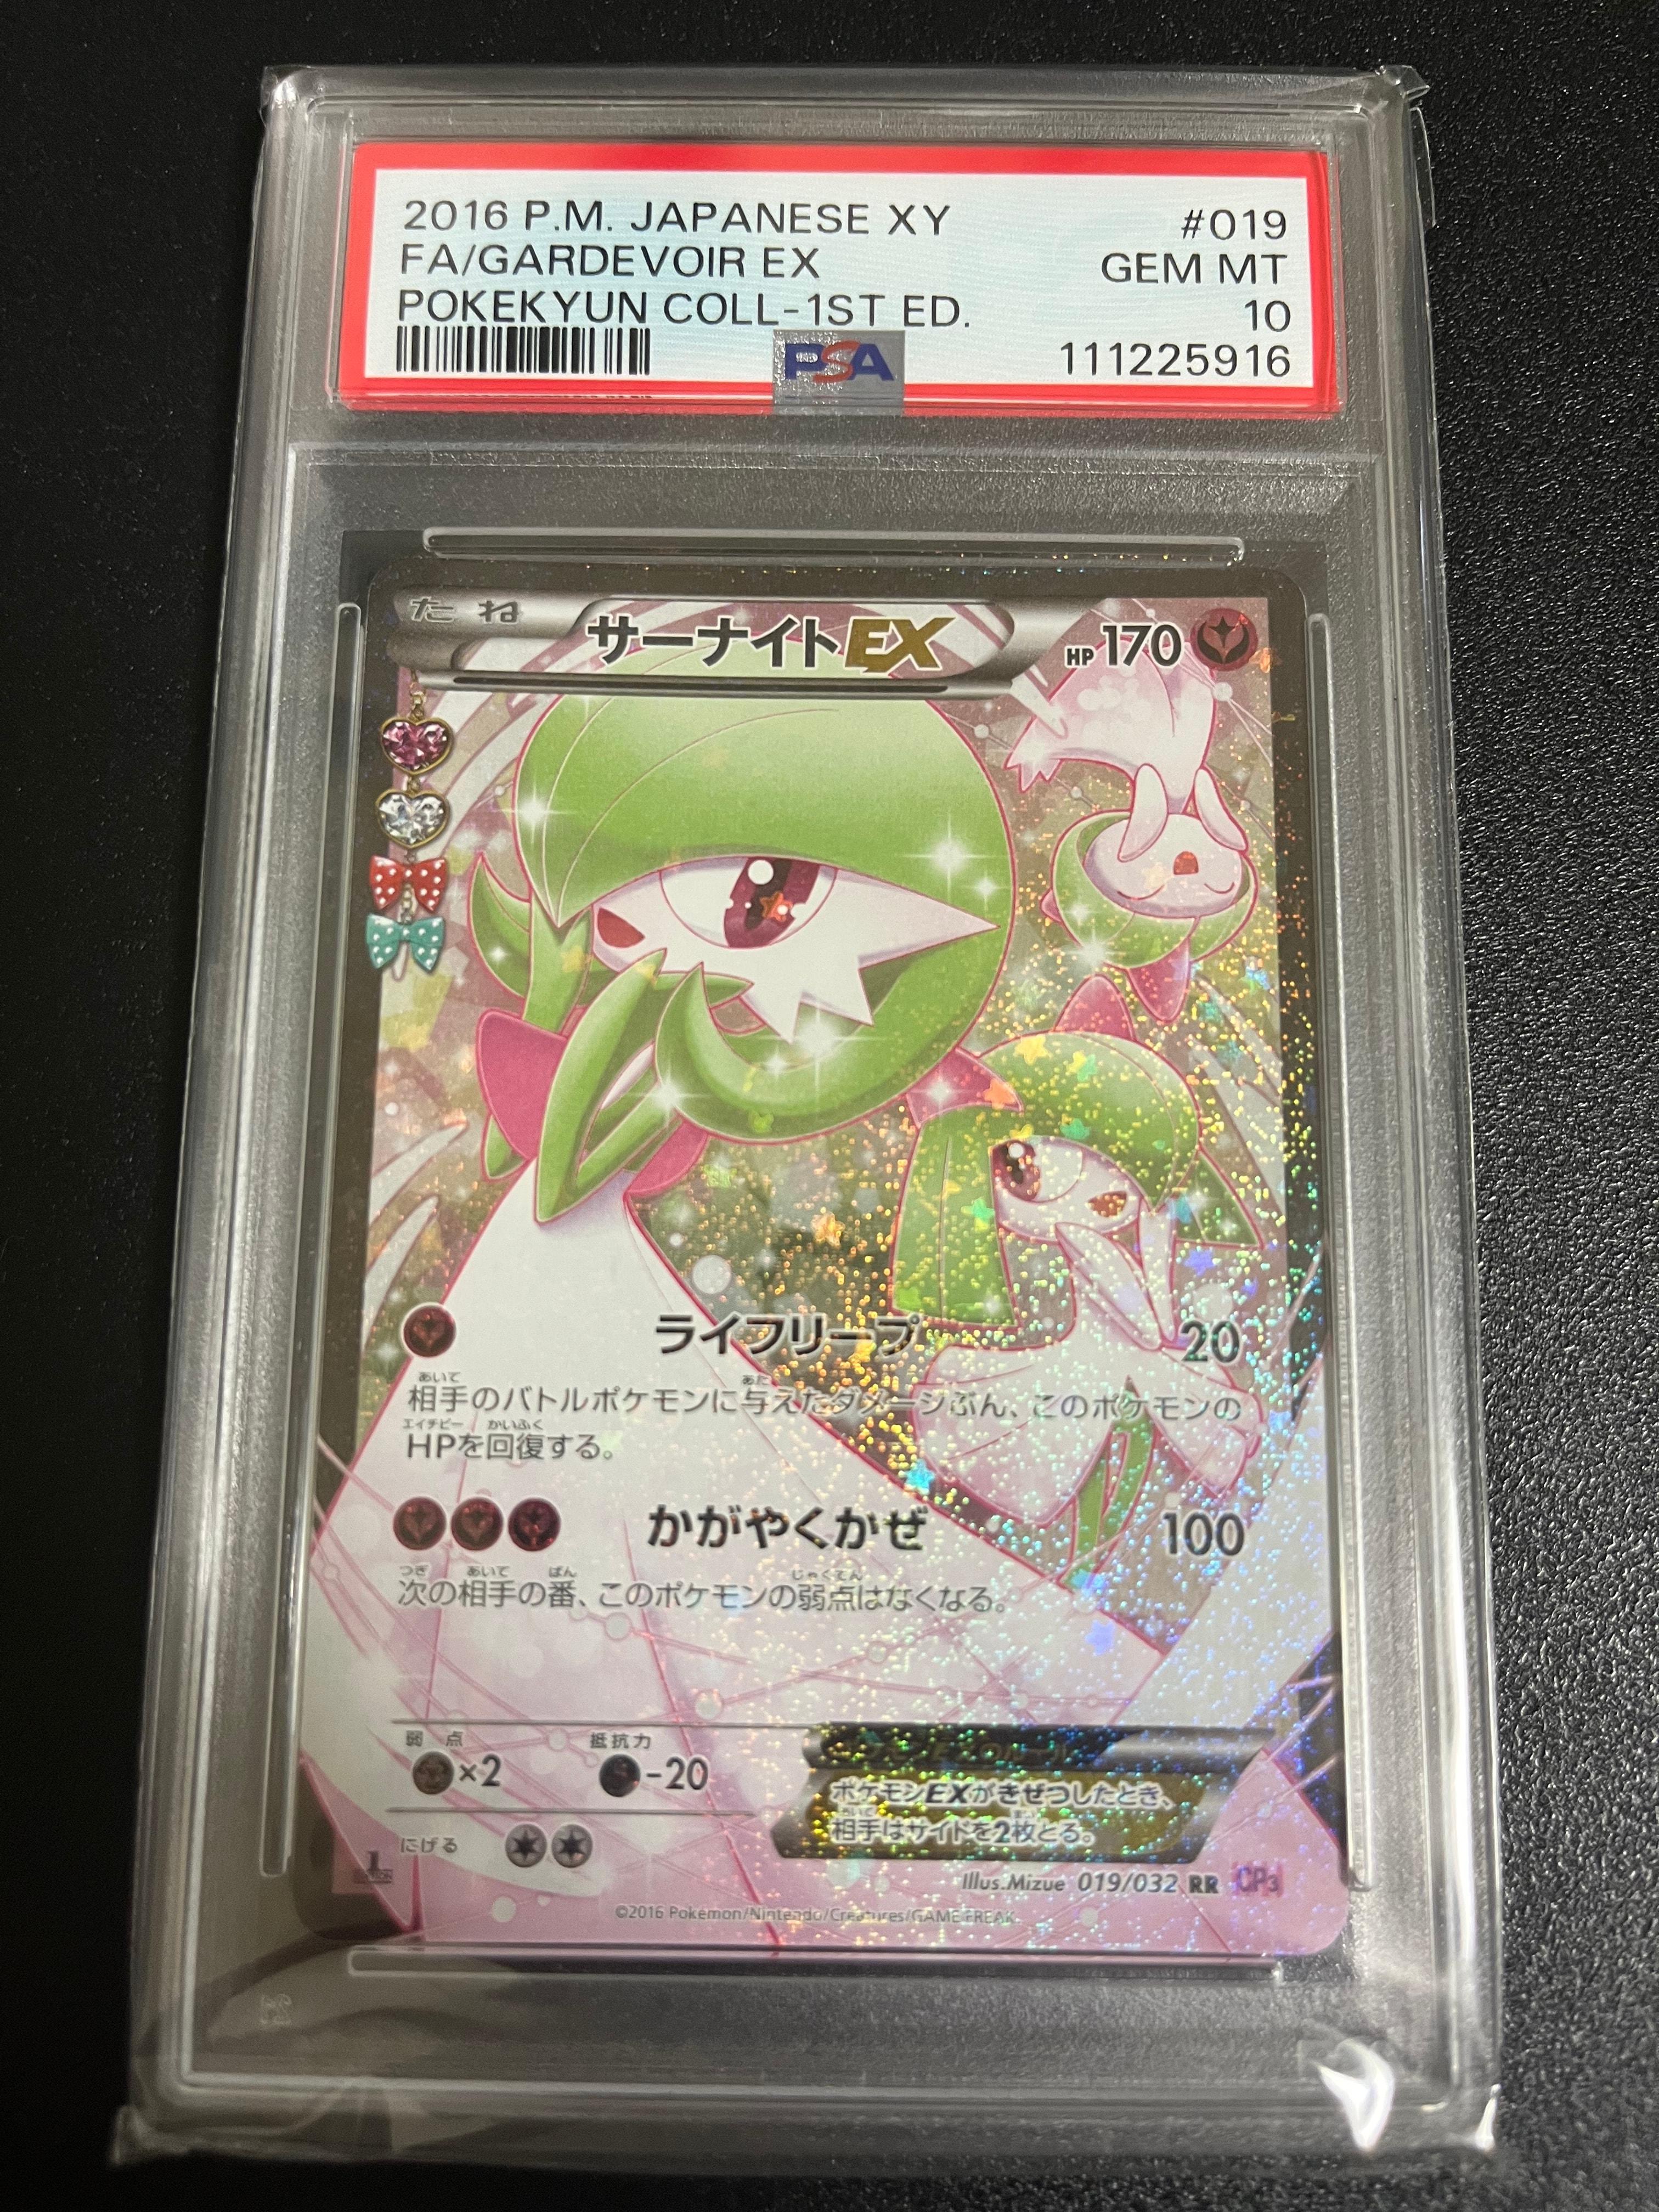 2016 P.M. JAPANESE XY #019
FA/GARDEVOIR EX GEM MT
POKEKYUN COLL-1ST ED. 10
PSA 111225916
たね サーナイトEX HP170
ライフリープ 20
あいて あた
相手のバトルポケモンに与えたダメージぶん、このポケモンの
エイチピー かいふく
HPを回復する。
かがやくかぜ 100
つぎ あいて ばん じゃくてん
次の相手の番、このポケモンの弱点はなくなる。
弱点 抵抗力
×2 -20
ポケモンEXがきぜつしたとき、
あいて まい
相手はサイドを2枚とる。
にげる
1
EDITION
Illus.Mizue 019/032 RR CP3
©2016 Pokémon/Nintendo/Creatures/GAME FREAK.